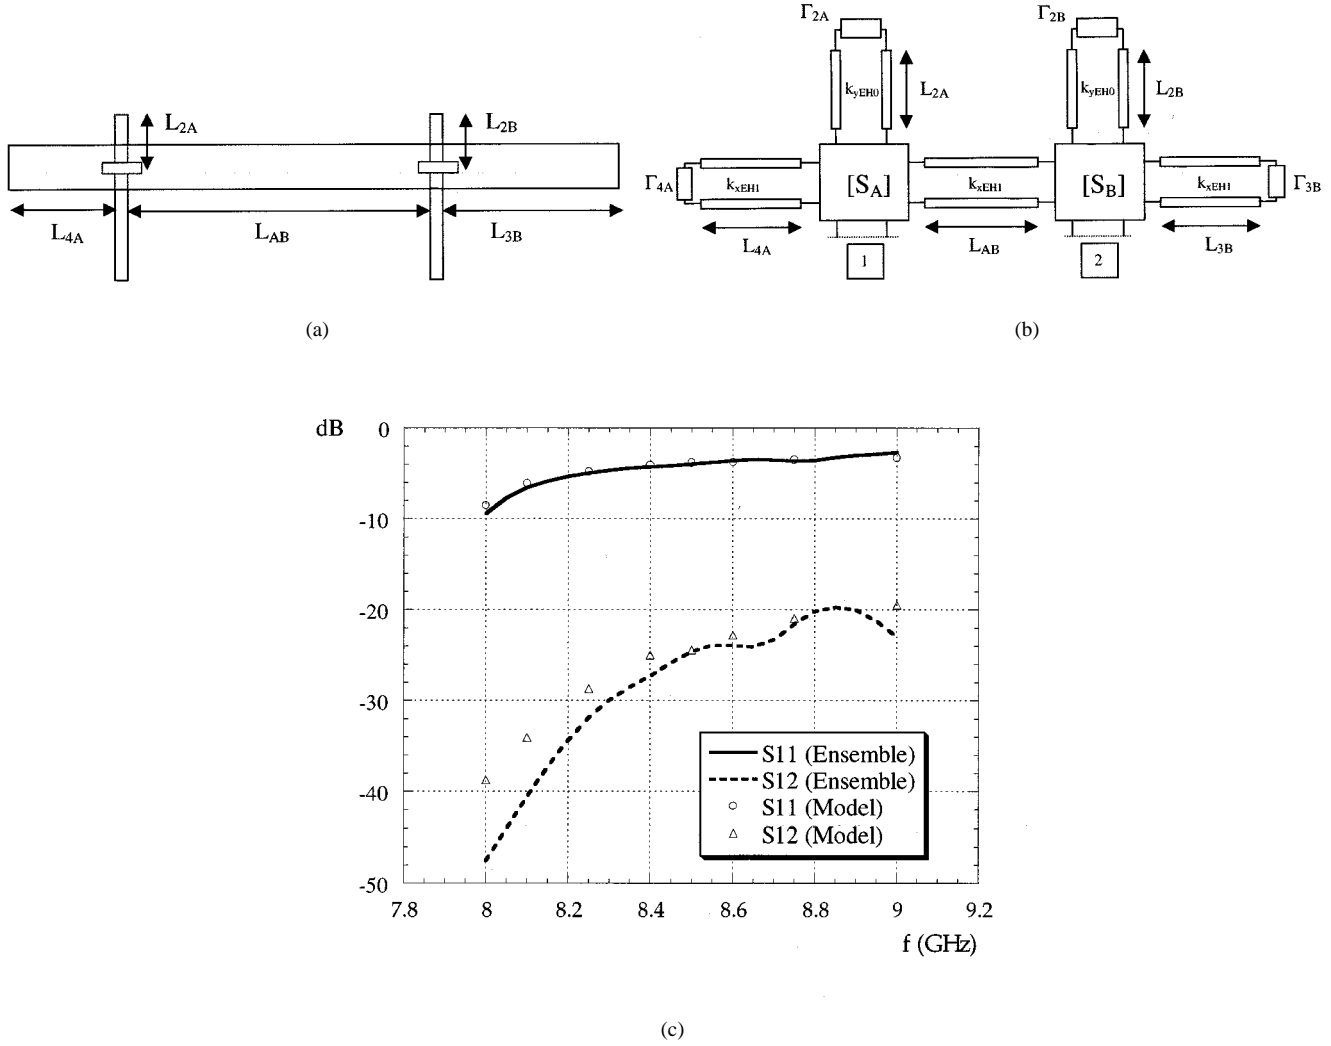 L2A
L2B
L4A
LAB
L3B
(a)
Γ2A
Γ2B
kyEH0
L2A
kyEH0
L2B
Γ4A
kxEH1
[SA]
kxEH1
[SB]
kxEH1
Γ3B
L4A
LAB
L3B
1
2
(b)
dB
0
-10
-20
-30
-40
-50
7.8
8
8.2
8.4
8.6
8.8
9
9.2
f (GHz)
S11 (Ensemble)
S12 (Ensemble)
S11 (Model)
S12 (Model)
(c)